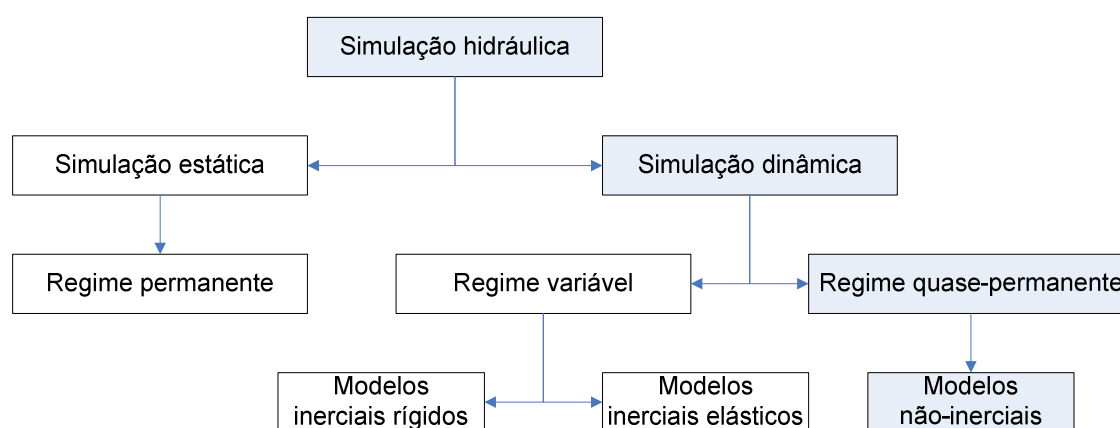 Simulação hidráulica
Simulação estática
Simulação dinâmica
Regime permanente
Regime variável
Regime quase-permanente
Modelos
inerciais rígidos
Modelos
inerciais elásticos
Modelos
não-inerciais